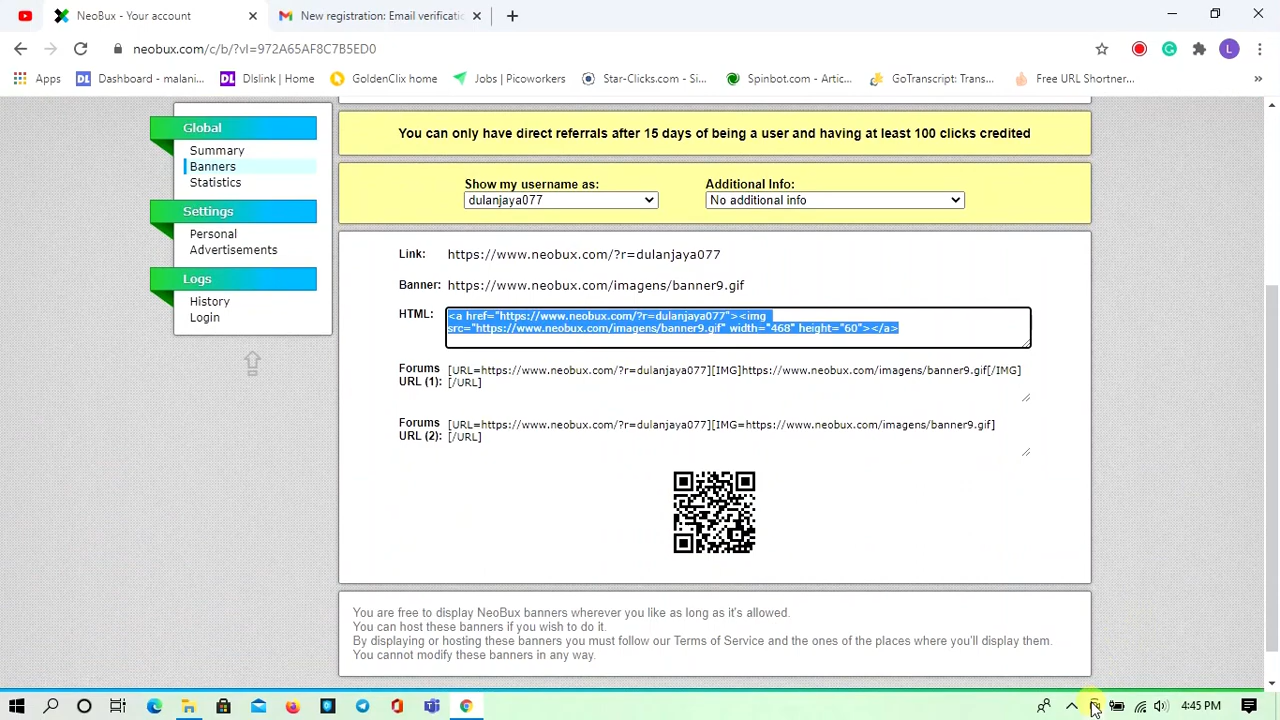 NeoBux - Your account
New registration: Email verificatio
neobux.com/c/b/?vl=972A65AF8C7B5ED0
L
Apps
DL Dashboard - malani...
DL Dlslink | Home
GoldenClix home
Jobs | Picoworkers
Star-Clicks.com - Si...
Spinbot.com - Artic...
GoTranscript: Trans...
Free URL Shortner...
»
Global
Summary
Banners
Statistics
Settings
Personal
Advertisements
Logs
History
Login
You can only have direct referrals after 15 days of being a user and having at least 100 clicks credited
Show my username as:
dulanjaya077
Additional Info:
No additional info
Link: https://www.neobux.com/?r=dulanjaya077
Banner: https://www.neobux.com/imagens/banner9.gif
HTML: <a href="https://www.neobux.com/?r=dulanjaya077"><img
src="https://www.neobux.com/imagens/banner9.gif" width="468" height="60"></a>
Forums [URL=https://www.neobux.com/?r=dulanjaya077][IMG]https://www.neobux.com/imagens/banner9.gif[/IMG]
URL (1): [/URL]
Forums [URL=https://www.neobux.com/?r=dulanjaya077][IMG=https://www.neobux.com/imagens/banner9.gif]
URL (2): [/URL]
You are free to display NeoBux banners wherever you like as long as it's allowed.
You can host these banners if you wish to do it.
By displaying or hosting these banners you must follow our Terms of Service and the ones of the places where you'll display them.
You cannot modify these banners in any way.
4:45 PM